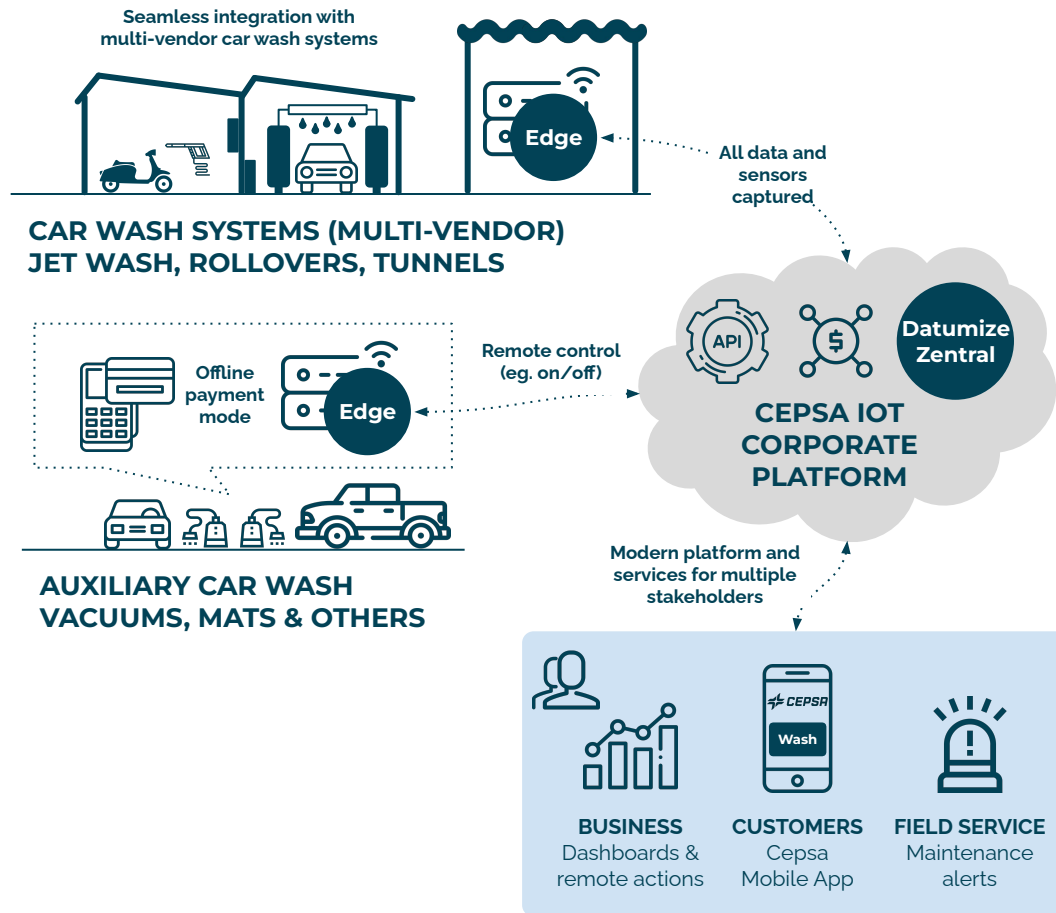 Seamless integration with
multi-vendor car wash systems
Edge
All data and
sensors
captured
CAR WASH SYSTEMS (MULTI-VENDOR)
JET WASH, ROLLOVERS, TUNNELS
Offline
payment
mode
Edge
Remote control
(eg. on/off)
API
$
Datumize
Zentral
CEPSA IOT
CORPORATE
PLATFORM
AUXILIARY CAR WASH
VACUUMS, MATS & OTHERS
Modern platform and
services for multiple
stakeholders
CEPSA
Wash
BUSINESS
Dashboards &
remote actions
CUSTOMERS
Cepsa
Mobile App
FIELD SERVICE
Maintenance
alerts